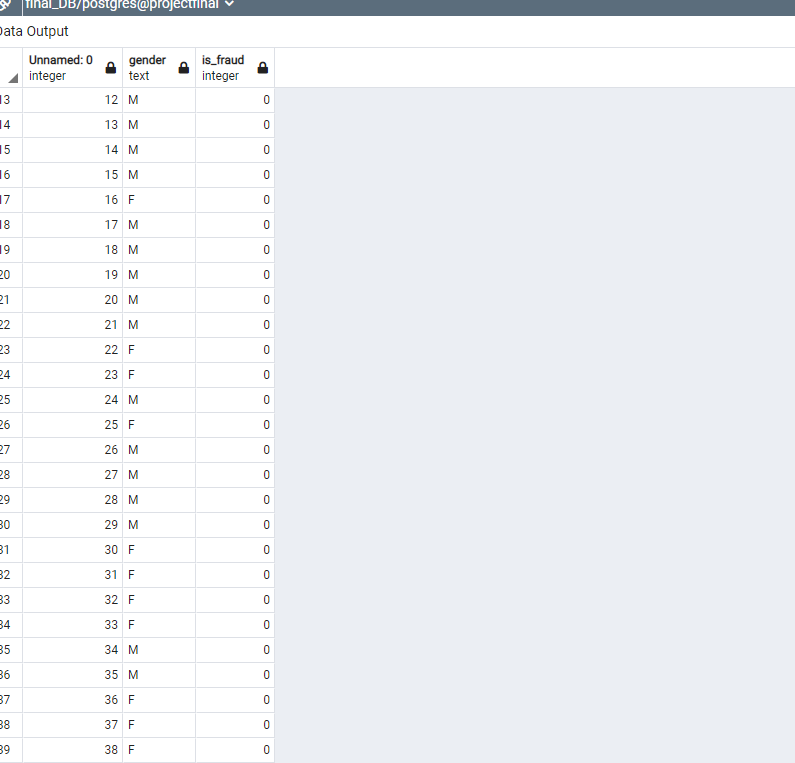 final_DB/postgres@projectfinal
Data Output
Unnamed: 0 gender is_fraud
integer text integer
13 12 M 0
14 13 M 0
15 14 M 0
16 15 M 0
17 16 F 0
18 17 M 0
19 18 M 0
20 19 M 0
21 20 M 0
22 21 M 0
23 22 F 0
24 23 F 0
25 24 M 0
26 25 F 0
27 26 M 0
28 27 M 0
29 28 M 0
30 29 M 0
31 30 F 0
32 31 F 0
33 32 F 0
34 33 F 0
35 34 M 0
36 35 M 0
37 36 F 0
38 37 F 0
39 38 F 0